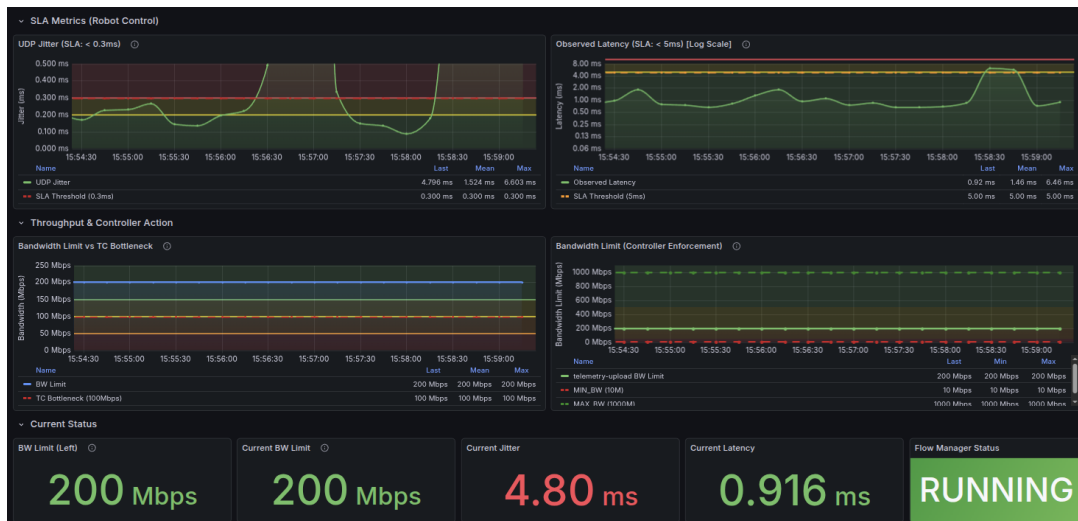 SLA Metrics (Robot Control)
UDP Jitter (SLA: < 0.3ms)
0.500 ms
0.400 ms
0.300 ms
0.200 ms
0.100 ms
0.000 ms
Jitter (ms)
15:54:30 15:55:00 15:55:30 15:56:00 15:56:30 15:57:00 15:57:30 15:58:00 15:58:30 15:59:00
Name Last Mean Max
UDP Jitter 4.796 ms 1.524 ms 6.603 ms
SLA Threshold (0.3ms) 0.300 ms 0.300 ms 0.300 ms
Observed Latency (SLA: < 5ms) [Log Scale]
8.00 ms
4.00 ms
2.00 ms
1.00 ms
0.50 ms
0.25 ms
0.13 ms
0.06 ms
Latency (ms)
15:54:30 15:55:00 15:55:30 15:56:00 15:56:30 15:57:00 15:57:30 15:58:00 15:58:30 15:59:00
Name Last Mean Max
Observed Latency 0.92 ms 1.46 ms 6.46 ms
SLA Threshold (5ms) 5.00 ms 5.00 ms 5.00 ms
Throughput & Controller Action
Bandwidth Limit vs TC Bottleneck
250 Mbps
200 Mbps
150 Mbps
100 Mbps
50 Mbps
0 Mbps
Bandwidth (Mbps)
15:54:30 15:55:00 15:55:30 15:56:00 15:56:30 15:57:00 15:57:30 15:58:00 15:58:30 15:59:00
Name Last Mean Max
BW Limit 200 Mbps 200 Mbps 200 Mbps
TC Bottleneck (100Mbps) 100 Mbps 100 Mbps 100 Mbps
Bandwidth Limit (Controller Enforcement)
1000 Mbps
800 Mbps
600 Mbps
400 Mbps
200 Mbps
0 Mbps
Bandwidth Limit (Mbps)
15:54:30 15:55:00 15:55:30 15:56:00 15:56:30 15:57:00 15:57:30 15:58:00 15:58:30 15:59:00
Name Last Min Max
telemetry-upload BW Limit 200 Mbps 200 Mbps 200 Mbps
MIN_BW (10M) 10 Mbps 10 Mbps 10 Mbps
MAX_BW (1000M) 1000 Mbps 1000 Mbps 1000 Mbps
Current Status
BW Limit (Left)
200 Mbps
Current BW Limit
200 Mbps
Current Jitter
4.80 ms
Current Latency
0.916 ms
Flow Manager Status
RUNNING